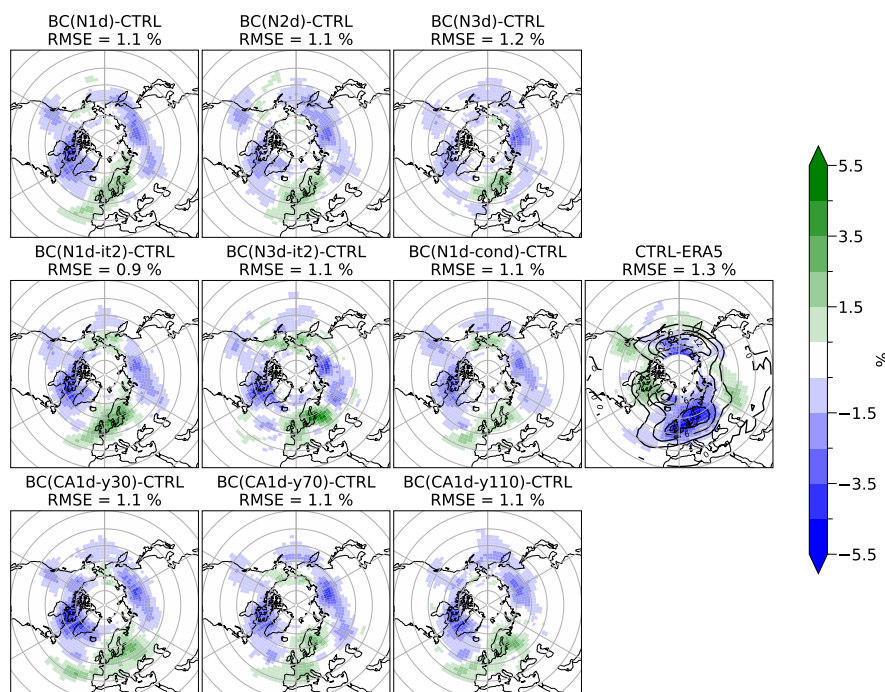 BC(N1d)-CTRL
RMSE = 1.1 %
BC(N2d)-CTRL
RMSE = 1.1 %
BC(N3d)-CTRL
RMSE = 1.2 %
BC(N1d-it2)-CTRL
RMSE = 0.9 %
BC(N3d-it2)-CTRL
RMSE = 1.1 %
BC(N1d-cond)-CTRL
RMSE = 1.1 %
CTRL-ERA5
RMSE = 1.3 %
BC(CA1d-y30)-CTRL
RMSE = 1.1 %
BC(CA1d-y70)-CTRL
RMSE = 1.1 %
BC(CA1d-y110)-CTRL
RMSE = 1.1 %
5.5
3.5
1.5
−1.5
−3.5
−5.5
%